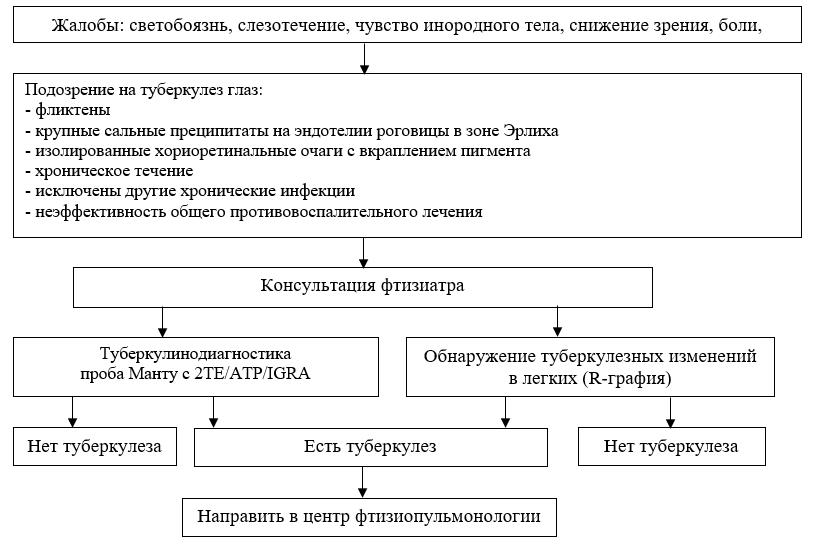 Жалобы: светобоязнь, слезотечение, чувство инородного тела, снижение зрения, боли,
Подозрение на туберкулез глаз:
- фликтены
- крупные сальные преципитаты на эндотелии роговицы в зоне Эрлиха
- изолированные хориоретинальные очаги с вкраплением пигмента
- хроническое течение
- исключены другие хронические инфекции
- неэффективность общего противовоспалительного лечения
Консультация фтизиатра
Туберкулинодиагностика
проба Манту с 2ТЕ/АТР/IGRA
Обнаружение туберкулезных изменений
в легких (R-графия)
Нет туберкулеза
Есть туберкулез
Нет туберкулеза
Направить в центр фтизиопульмонологии